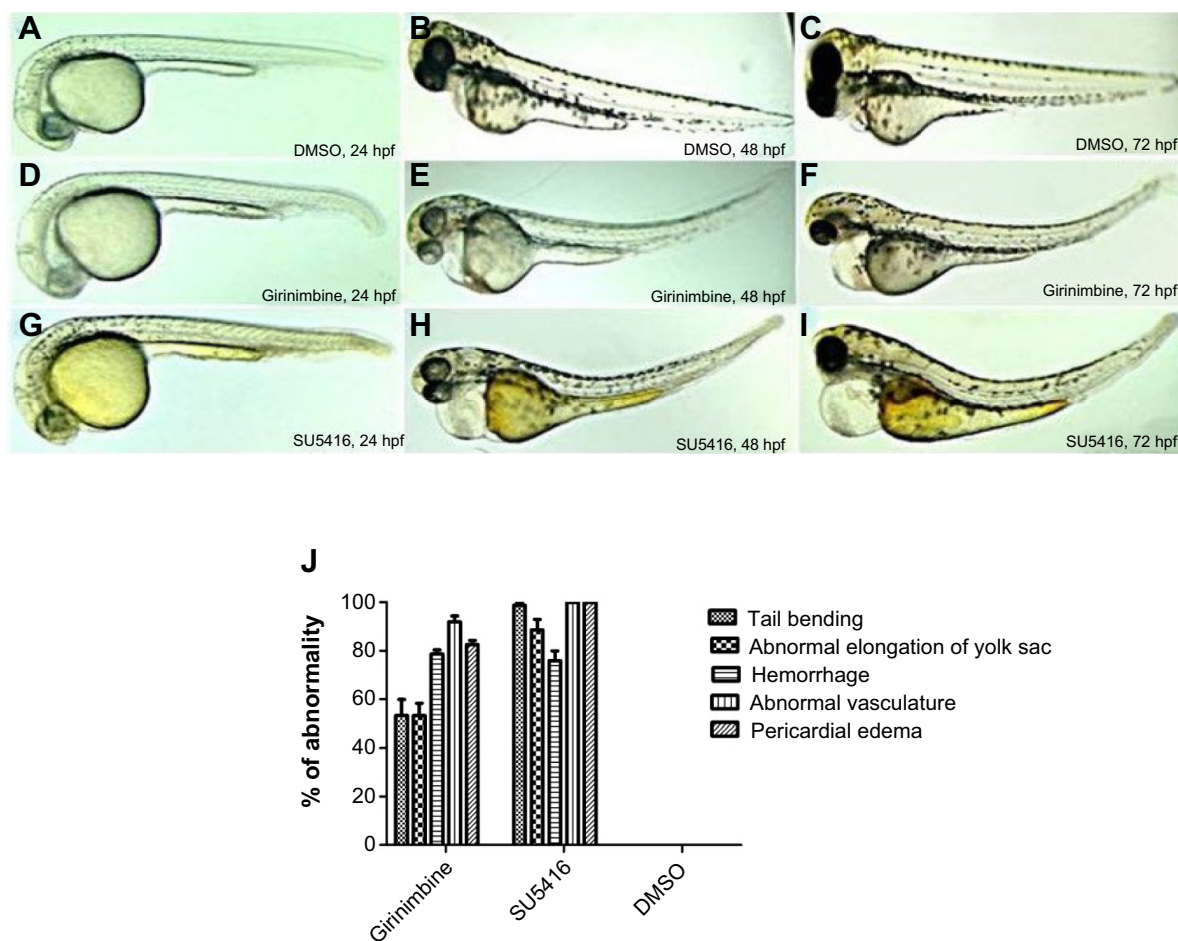 A
B
C
DMSO, 24 hpf
DMSO, 48 hpf
DMSO, 72 hpf
D
E
F
Girinimbine, 24 hpf
Girinimbine, 48 hpf
Girinimbine, 72 hpf
G
H
I
SU5416, 24 hpf
SU5416, 48 hpf
SU5416, 72 hpf
J
% of abnormality
100
80
60
40
20
0
Girinimbine
SU5416
DMSO
Tail bending
Abnormal elongation of yolk sac
Hemorrhage
Abnormal vasculature
Pericardial edema